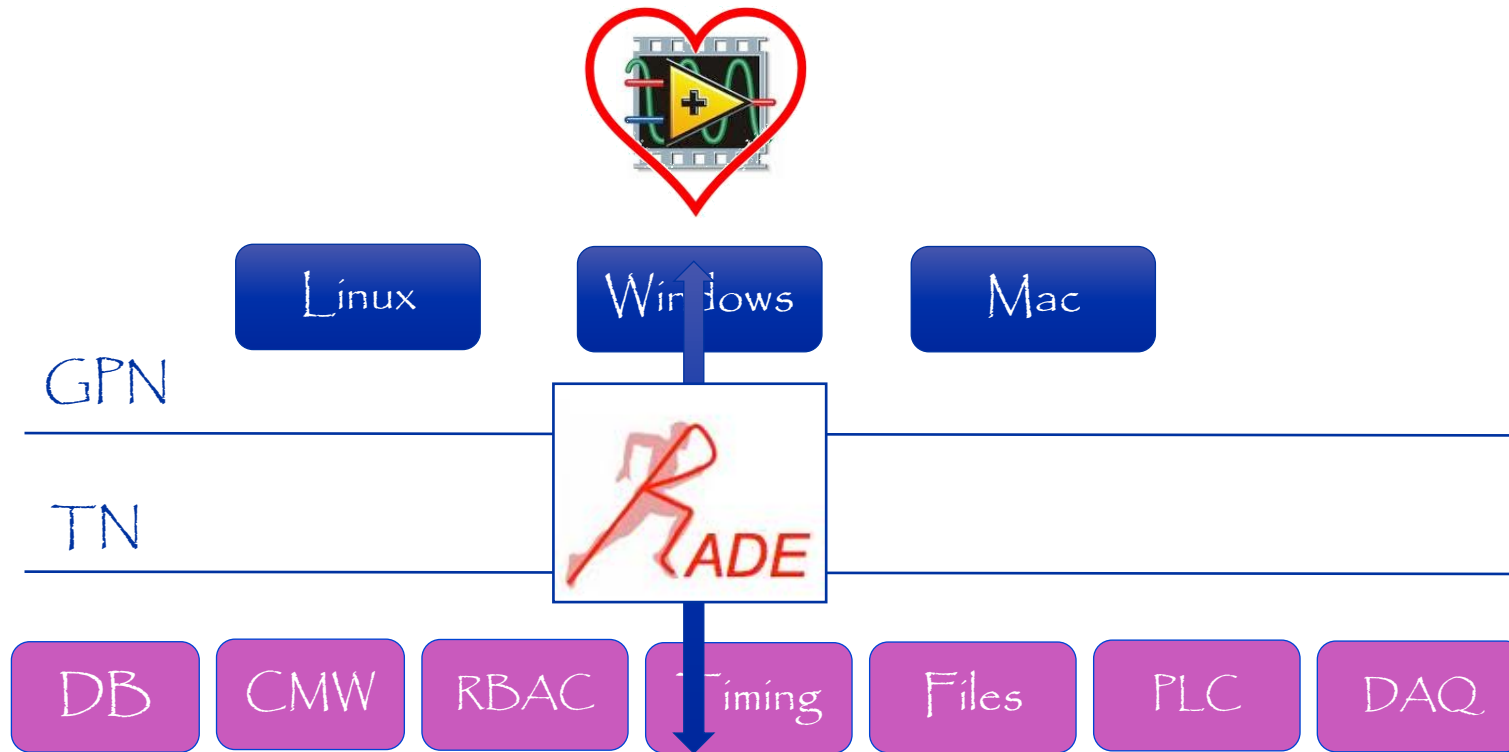 Linux
Windows
Mac
GPN
RADE
TN
DB
CMW
RBAC
Timing
Files
PLC
DAQ